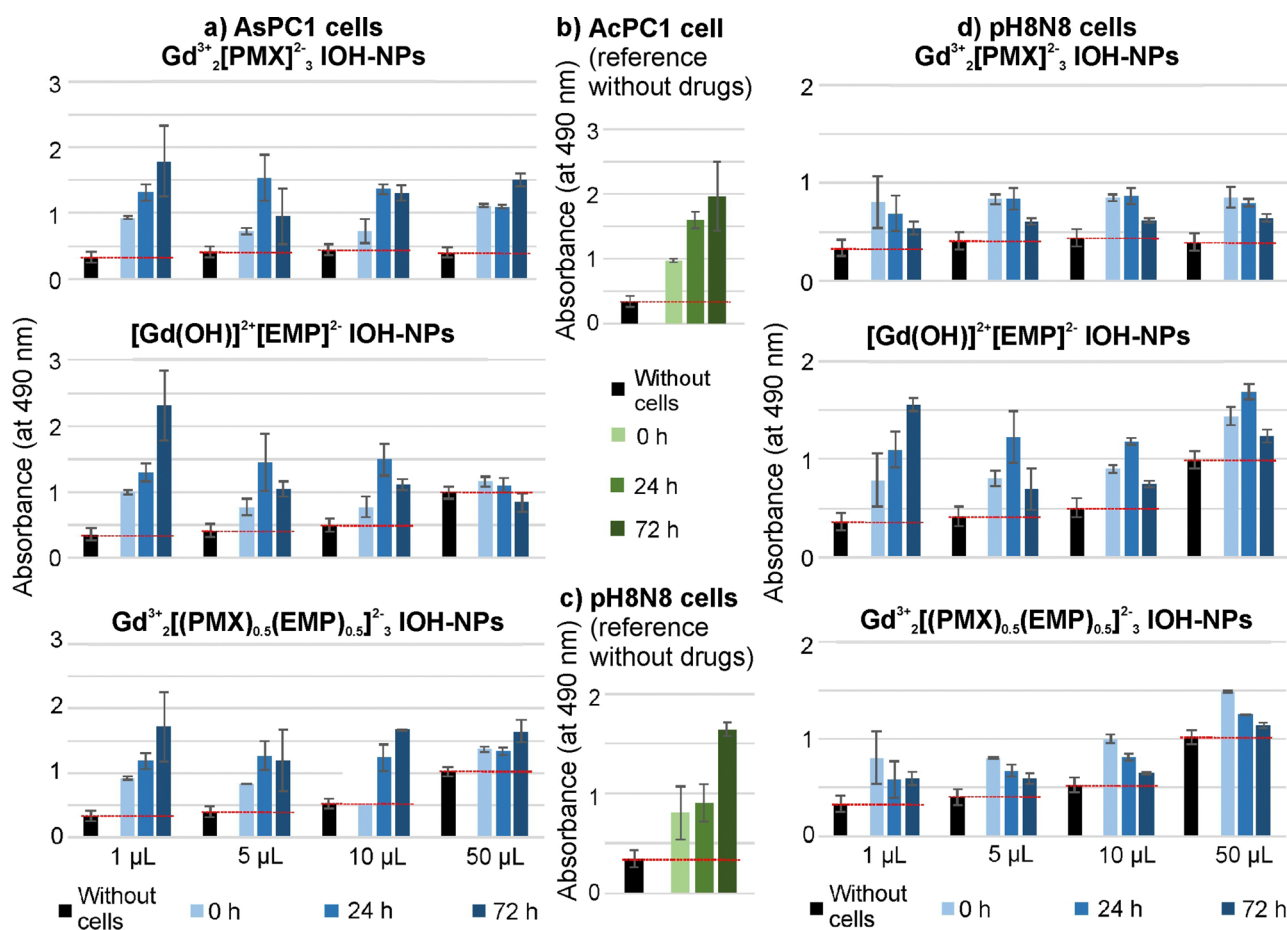 a) AsPC1 cells
Gd³⁺₂[PMX]²⁻₃ IOH-NPs
3
2
1
0
[Gd(OH)]²⁺[EMP]²⁻ IOH-NPs
3
2
1
0
Absorbance (at 490 nm)
Gd³⁺₂[(PMX)₀.₅(EMP)₀.₅]²⁻₃ IOH-NPs
3
2
1
0
1 µL
5 µL
10 µL
50 µL
Without cells
0 h
24 h
72 h
b) AcPC1 cell
(reference
without drugs)
Absorbance (at 490 nm)
3
2
1
0
Without
cells
0 h
24 h
72 h
c) pH8N8 cells
(reference
without drugs)
Absorbance (at 490 nm)
2
1
0
d) pH8N8 cells
Gd³⁺₂[PMX]²⁻₃ IOH-NPs
2
1
0
[Gd(OH)]²⁺[EMP]²⁻ IOH-NPs
2
1
0
Absorbance (at 490 nm)
Gd³⁺₂[(PMX)₀.₅(EMP)₀.₅]²⁻₃ IOH-NPs
2
1
0
1 µL
5 µL
10 µL
50 µL
Without
cells
0 h
24 h
72 h